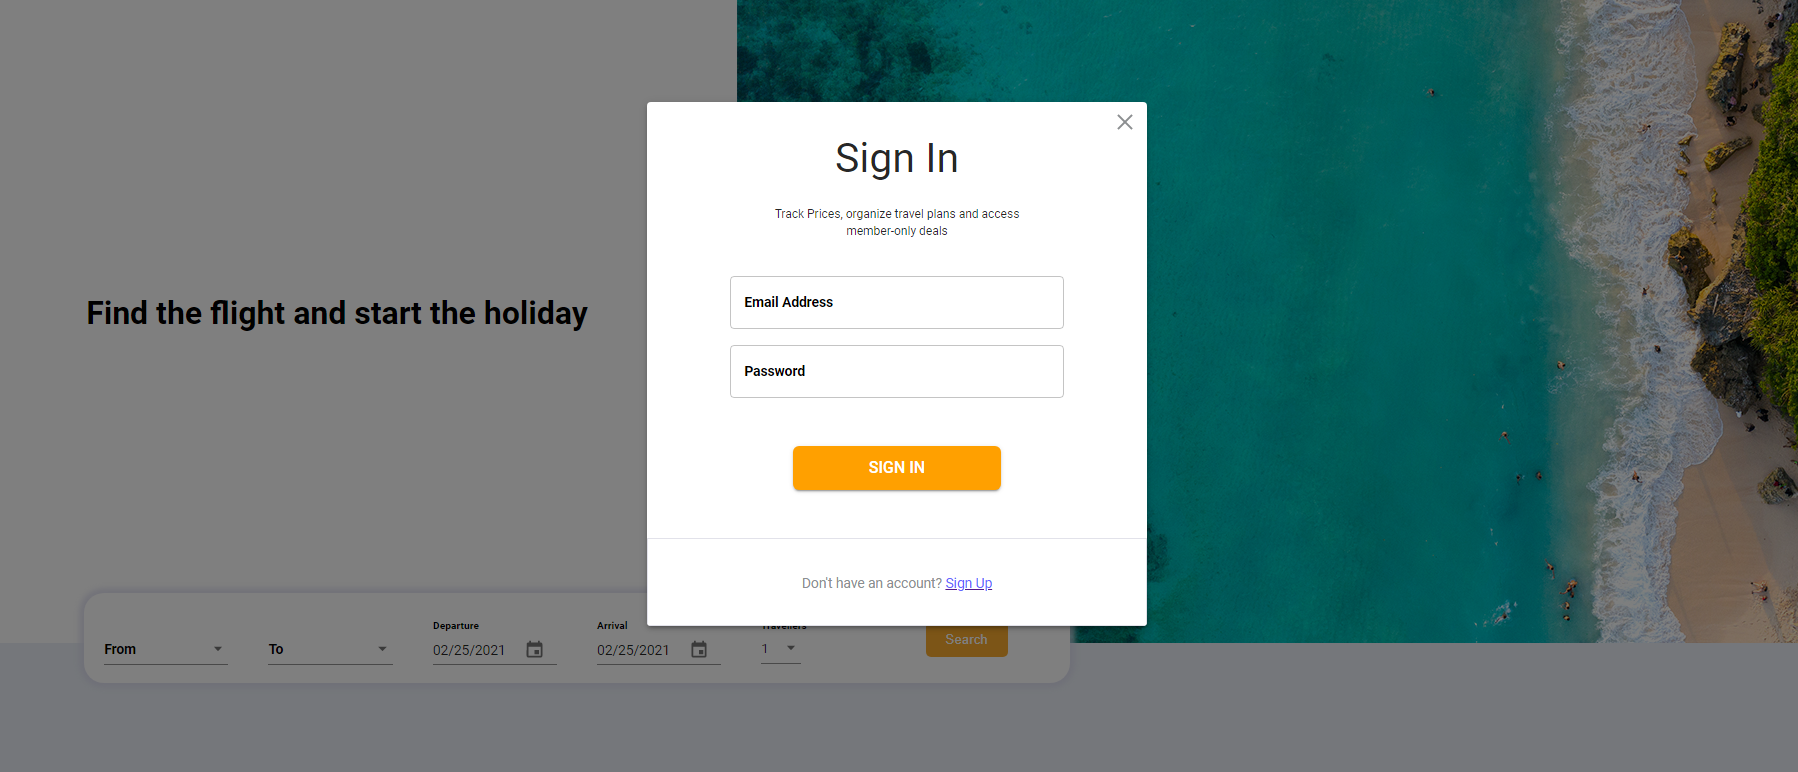 Sign In
Track Prices, organize travel plans and access
member-only deals
Email Address
Password
SIGN IN
Don't have an account? Sign Up
Find the flight and start the holiday
From
To
Departure
02/25/2021
Arrival
02/25/2021
Travellers
1
Search